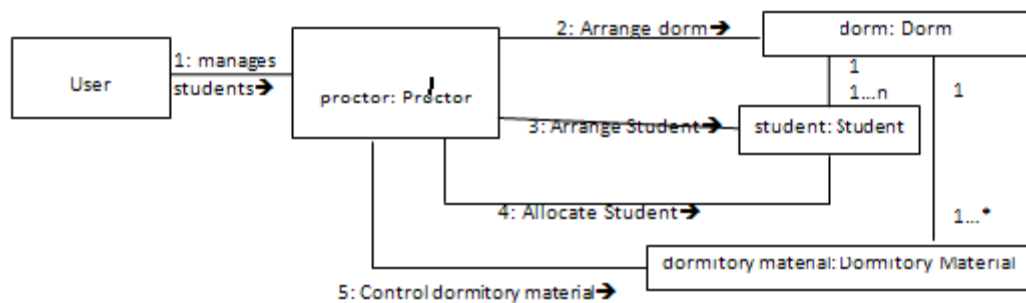 2: Arrange dorm➔
dorm: Dorm
1: manages
students➔
User
proctor: Proctor
1
1...n
1
3: Arrange Student➔
student: Student
4: Allocate Student➔
1...*
dormitory material: Dormitory Material
5: Control dormitory material➔